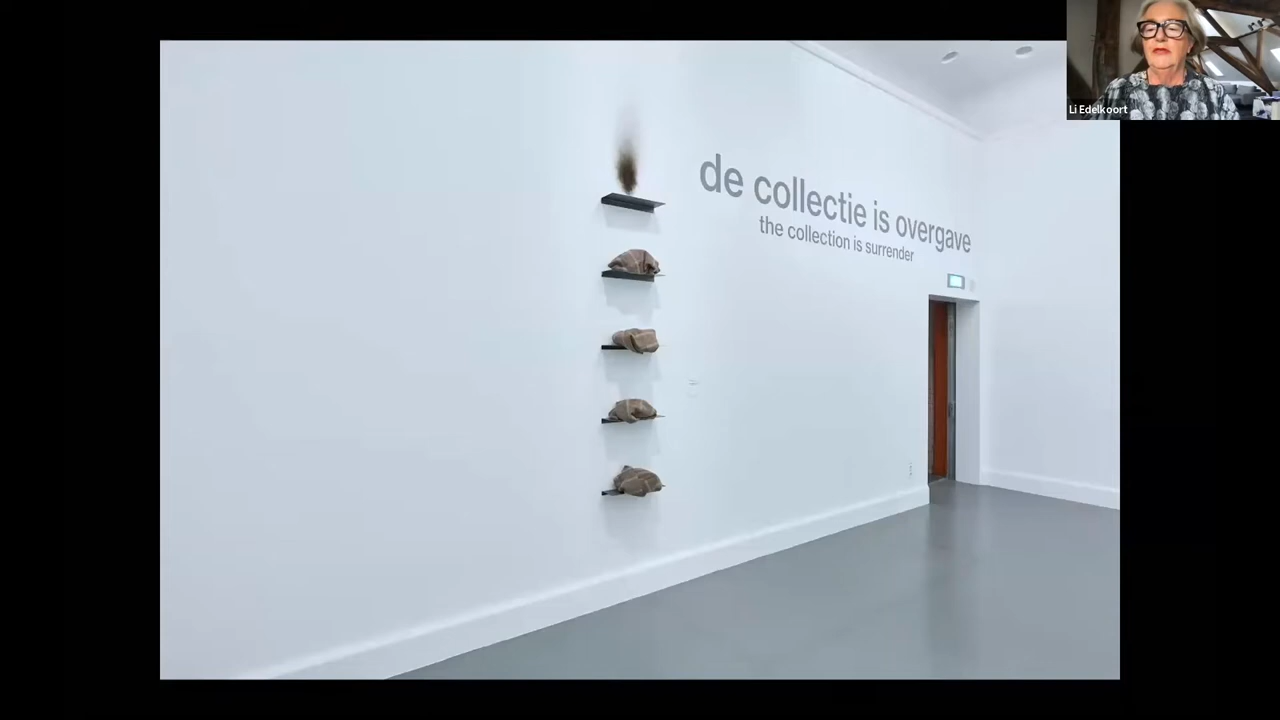 Li Edelkoort
de collectie is overgave
the collection is surrender